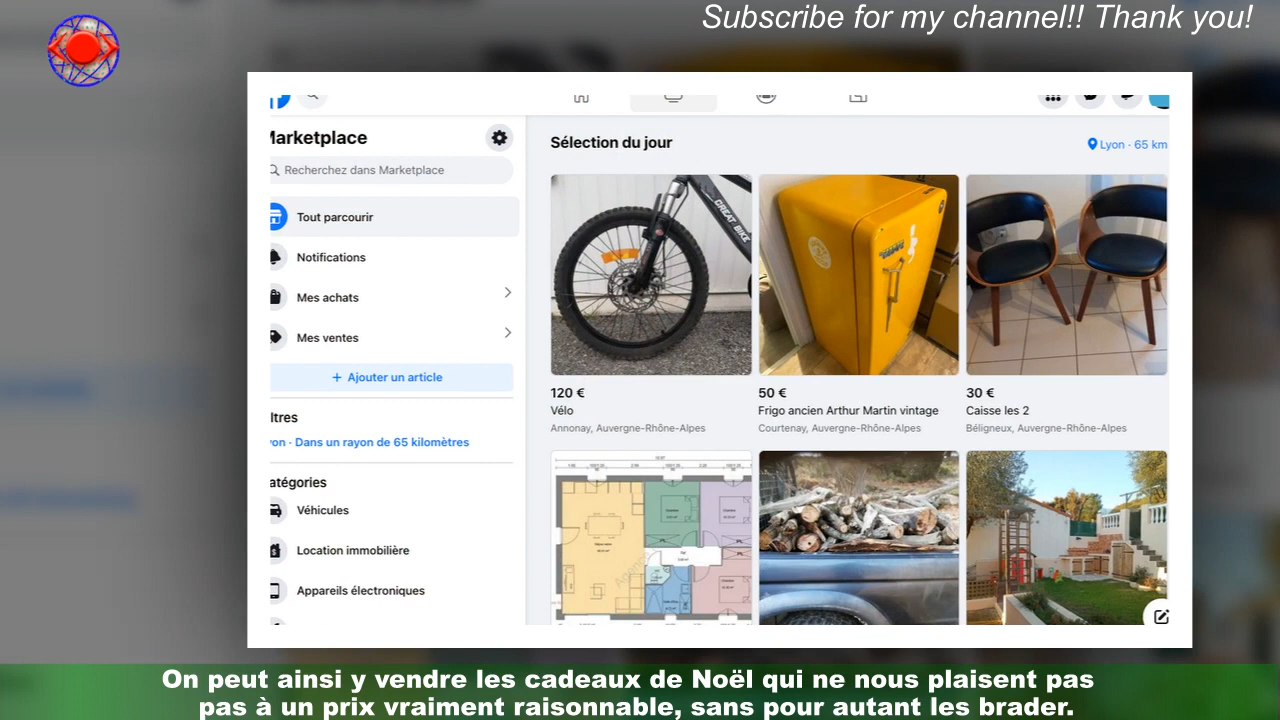 Subscribe for my channel!! Thank you!
Marketplace
Recherchez dans Marketplace
Tout parcourir
Notifications
Mes achats
Mes ventes
+ Ajouter un article
ltres
yon · Dans un rayon de 65 kilomètres
atégories
Véhicules
Location immobilière
Appareils électroniques
Sélection du jour
Lyon · 65 km
GREAT BIKE
120 €
Vélo
Annonay, Auvergne-Rhône-Alpes
50 €
Frigo ancien Arthur Martin vintage
Courtenay, Auvergne-Rhône-Alpes
30 €
Caisse les 2
Béligneux, Auvergne-Rhône-Alpes
On peut ainsi y vendre les cadeaux de Noël qui ne nous plaisent pas
pas à un prix vraiment raisonnable, sans pour autant les brader.